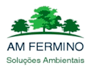 AM FERMINO
Soluções Ambientais